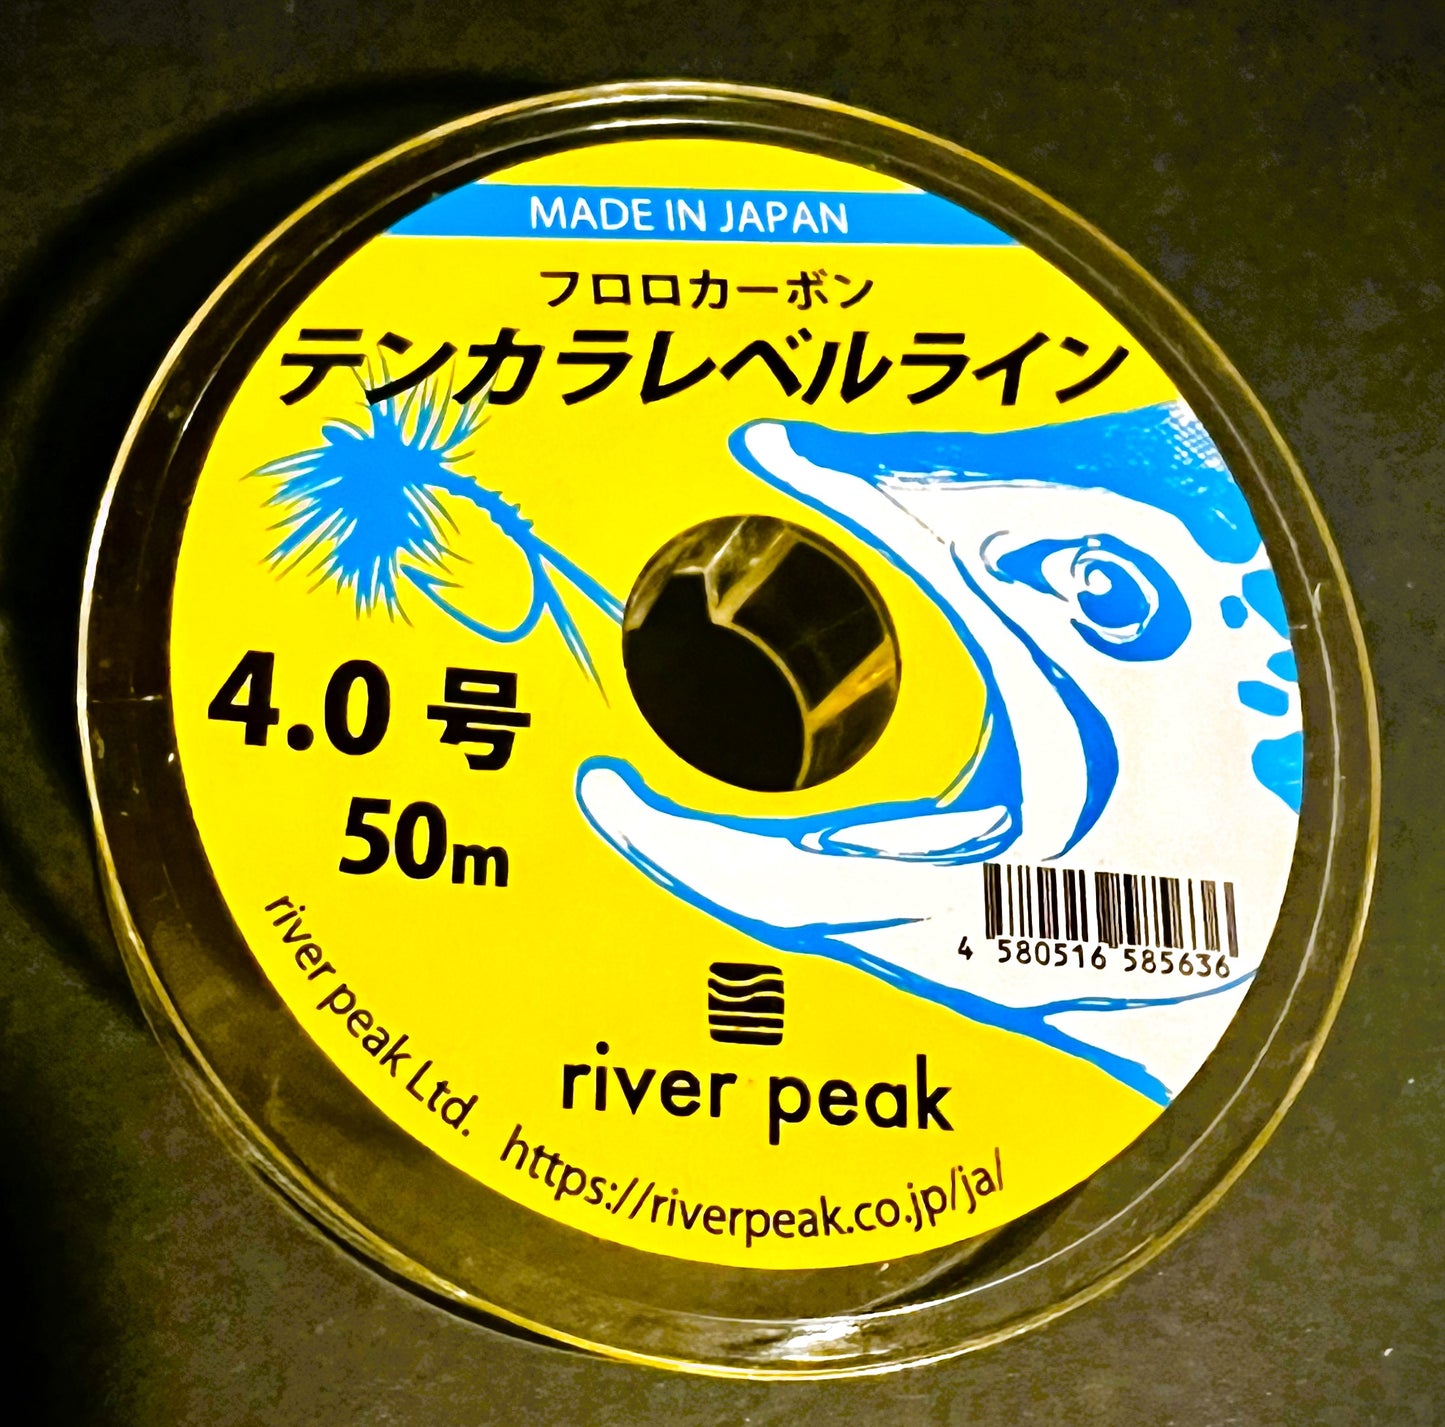 MADE IN JAPAN
フロロカーボン
テンカラレベルライン
4.0 号
50m
4 580516 585636
river peak
river peak Ltd. https://riverpeak.co.jp/ja/